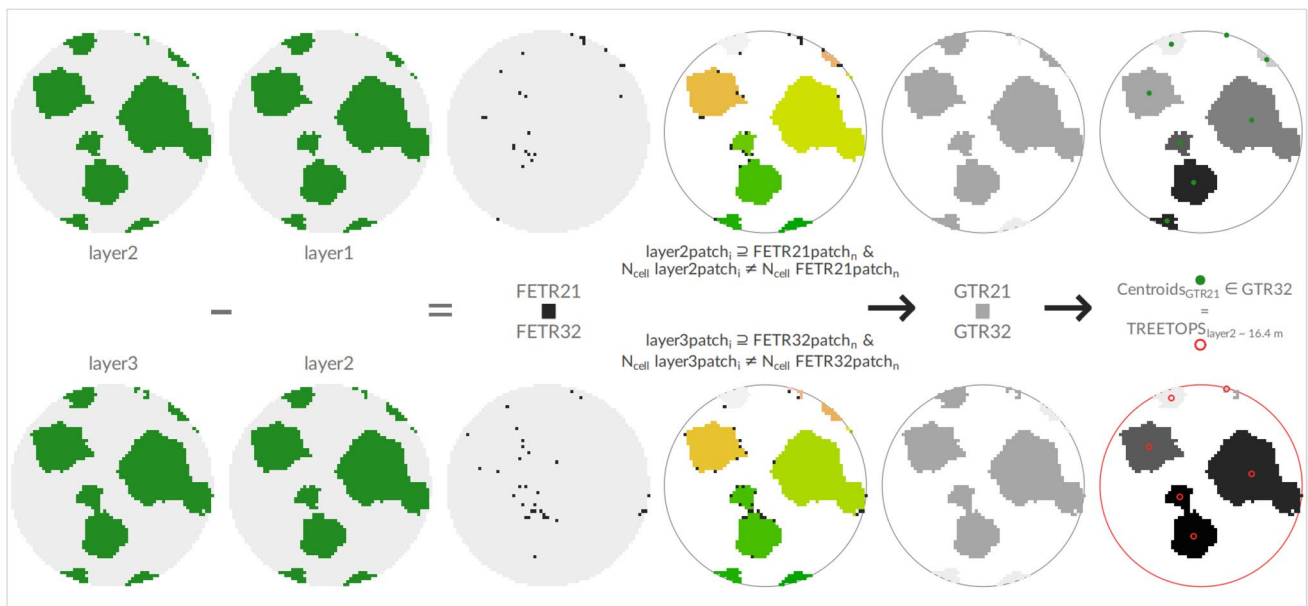 layer2
layer1
layer2patchᵢ ⊇ FETR21patchₙ &
N_cell layer2patchᵢ ≠ N_cell FETR21patchₙ
−
=
FETR21
FETR32
→
GTR21
GTR32
→
Centroids_GTR21 ∈ GTR32
=
TREETOPS_layer2 ~ 16.4 m
layer3patchᵢ ⊇ FETR32patchₙ &
N_cell layer3patchᵢ ≠ N_cell FETR32patchₙ
layer3
layer2